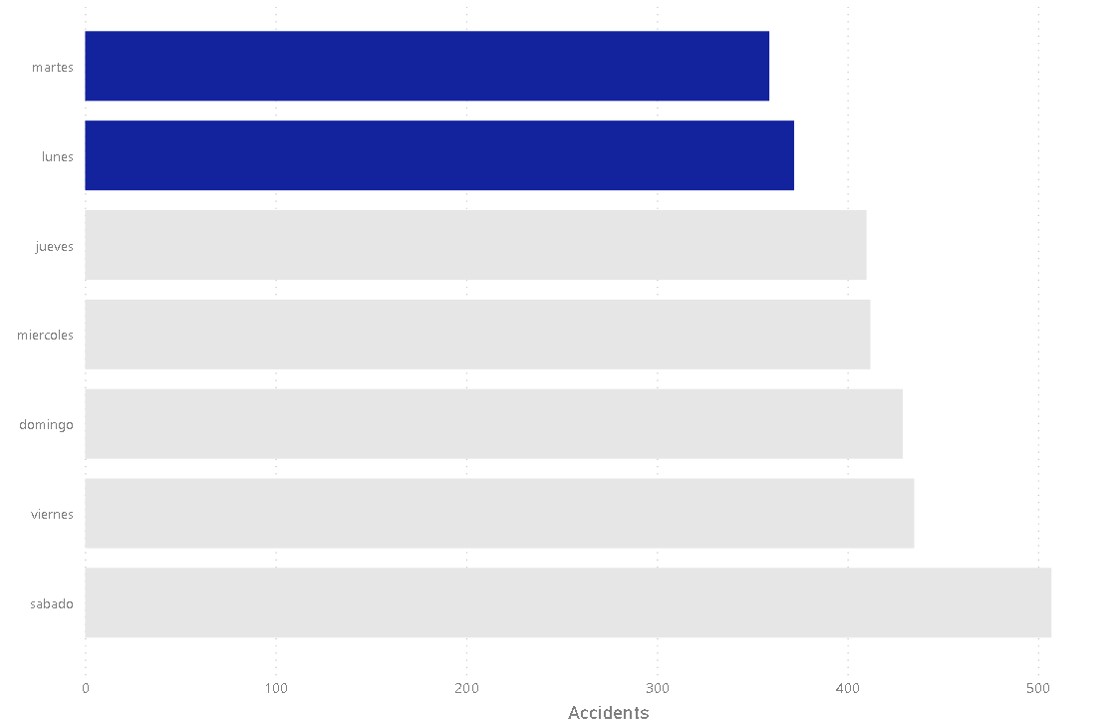 martes
lunes
jueves
miercoles
domingo
viernes
sabado
0 100 200 300 400 500
Accidents